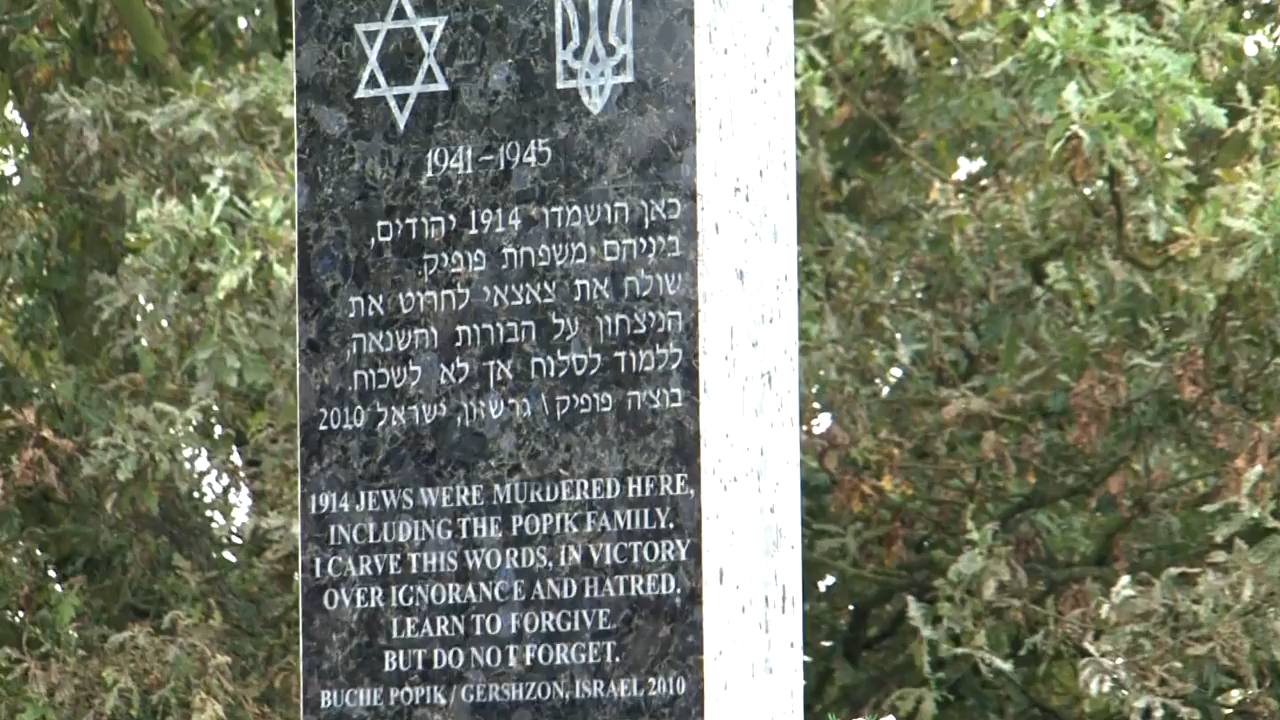 1941-1945
כאן הושמדו 1914 יהודים,
ביניהם משפחת פופיק.
שולח את צאצאי לחרוט את
הניצחון על הבורות והשנאה,
ללמוד לסלוח אך לא לשכוח.
בוצ'ה פופיק \ גרשזון, ישראל 2010
1914 JEWS WERE MURDERED HERE,
INCLUDING THE POPIK FAMILY.
I CARVE THIS WORDS, IN VICTORY
OVER IGNORANCE AND HATRED.
LEARN TO FORGIVE.
BUT DO NOT FORGET.
BUCHE POPIK / GERSHZON, ISRAEL 2010